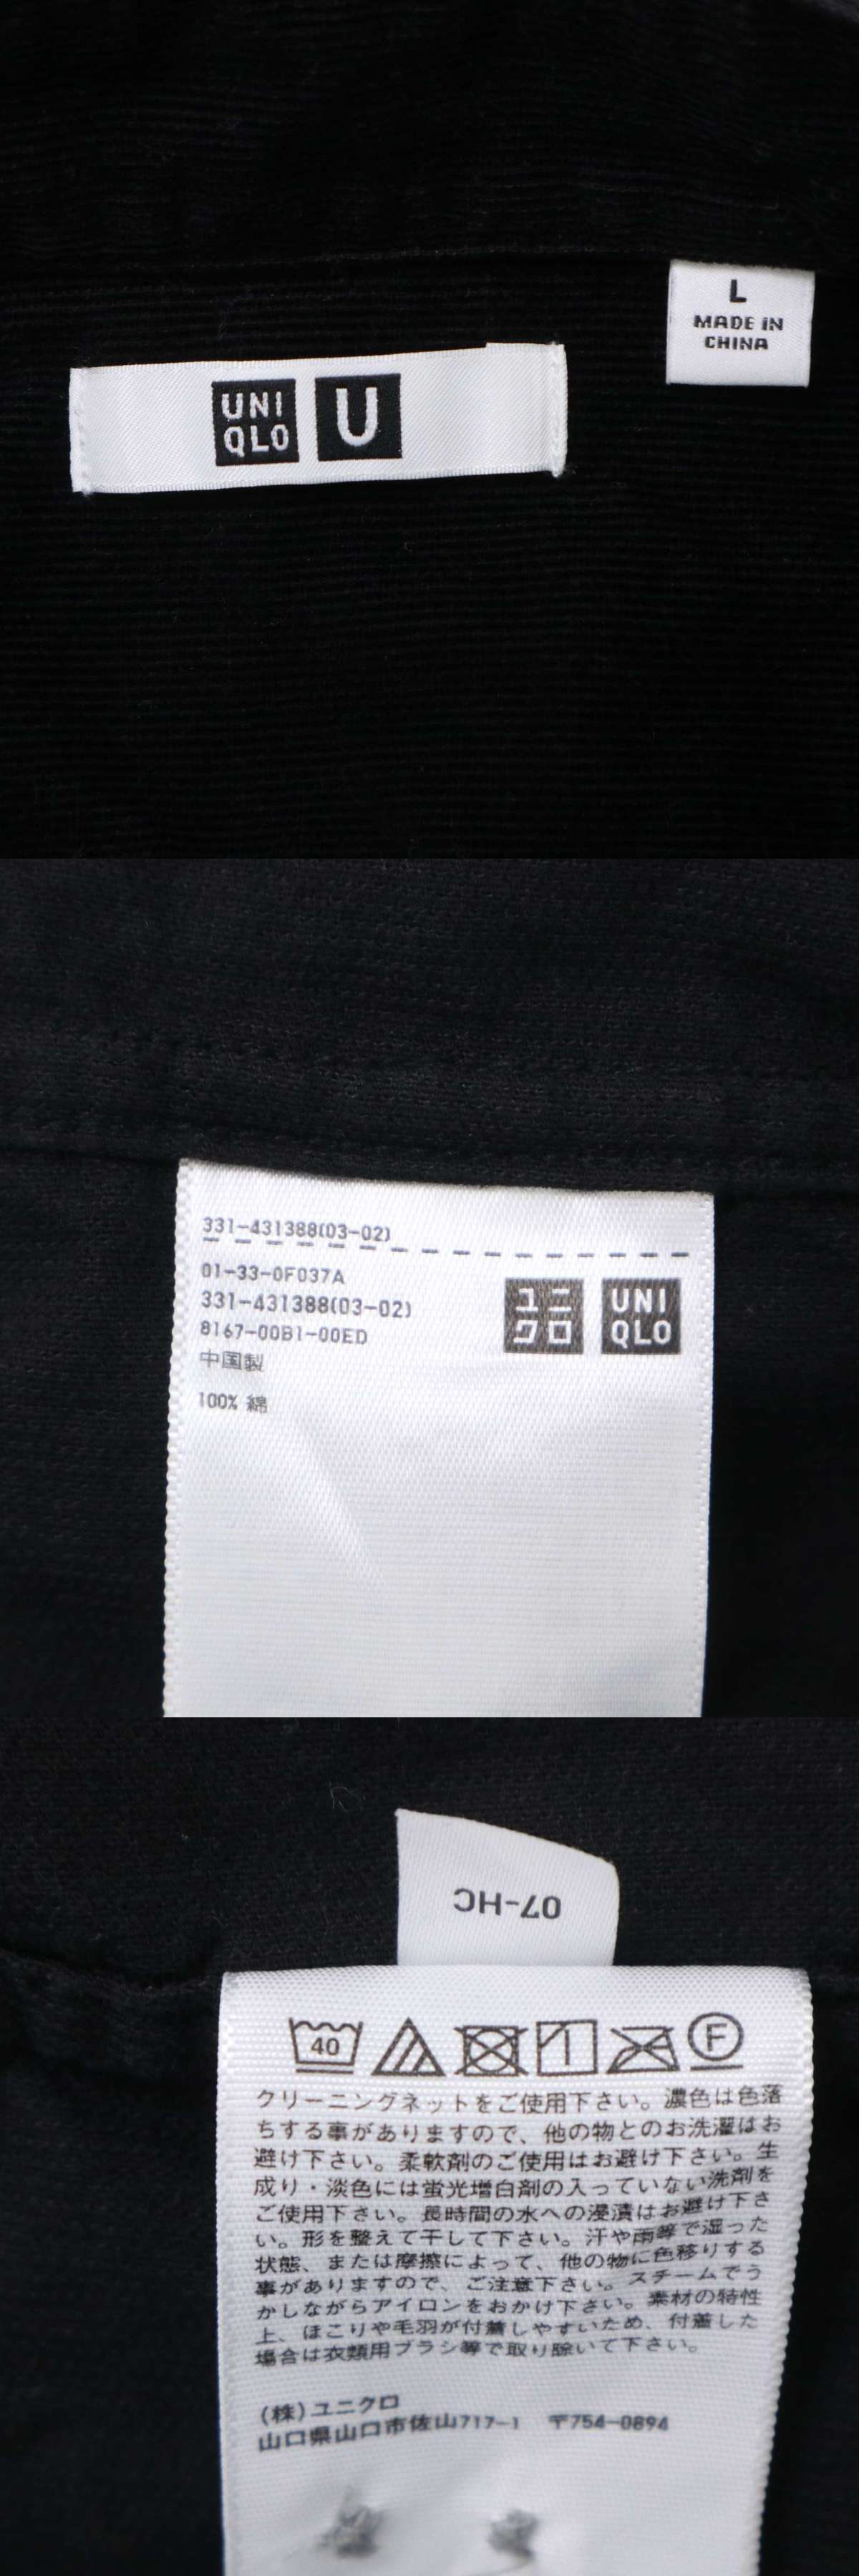 L
MADE IN
CHINA
UNI
QLO
U
331-431388(03-02)
01-33-0F037A
331-431388(03-02)
8167-00B1-00ED
中国製
100% 綿
ユニ
クロ
UNI
QLO
07-HC
40
F
クリーニングネットをご使用下さい。濃色は色落
ちする事がありますので、他の物とのお洗濯はお
避け下さい。柔軟剤のご使用はお避け下さい。生
成り・淡色には蛍光増白剤の入っていない洗剤を
ご使用下さい。長時間の水への浸漬はお避け下さ
い。形を整えて干して下さい。汗や雨等で湿った
状態、または摩擦によって、他の物に色移りする
事がありますので、ご注意下さい。スチームでう
かしながらアイロンをおかけ下さい。素材の特性
上、ほこりや毛羽が付着しやすいため、付着した
場合は衣類用ブラシ等で取り除いて下さい。
(株)ユニクロ
山口県山口市佐山717-1 〒754-0894